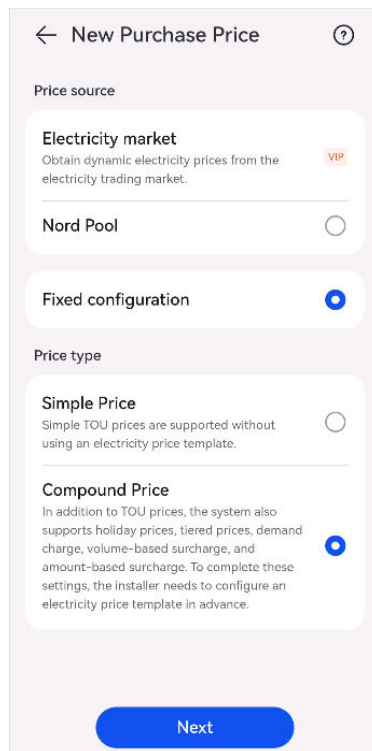 New Purchase Price
Price source
Electricity market
Obtain dynamic electricity prices from the
electricity trading market.
VIP
Nord Pool
Fixed configuration
Price type
Simple Price
Simple TOU prices are supported without
using an electricity price template.
Compound Price
In addition to TOU prices, the system also
supports holiday prices, tiered prices, demand
charge, volume-based surcharge, and
amount-based surcharge. To complete these
settings, the installer needs to configure an
electricity price template in advance.
Next